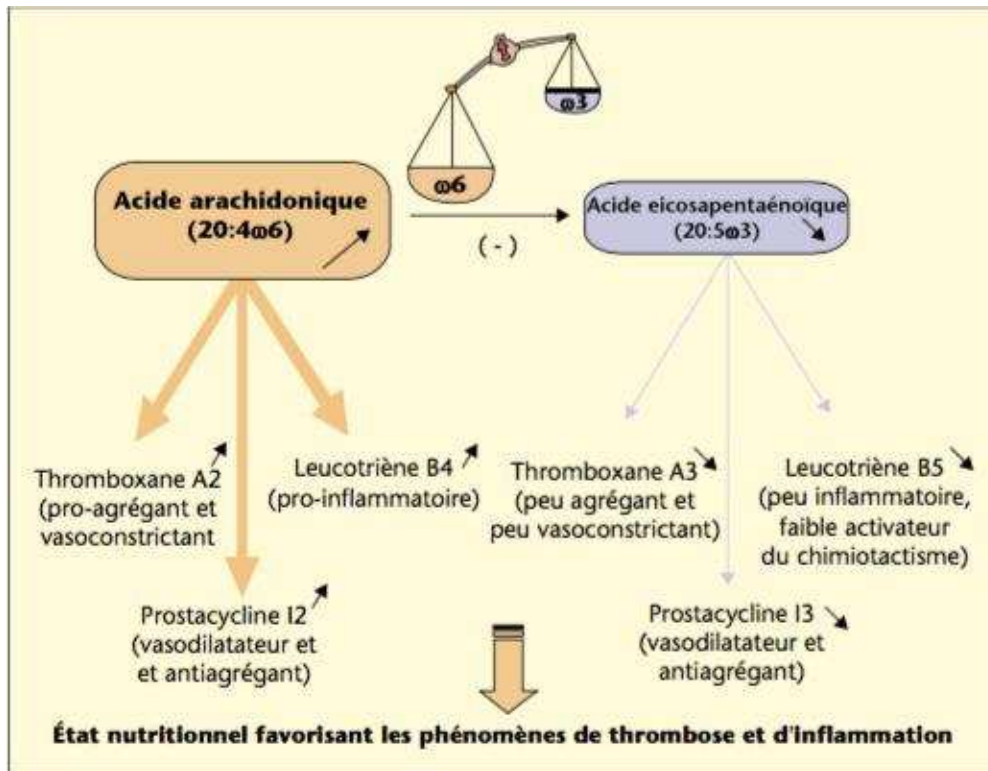 ω3
ω6
Acide arachidonique
(20:4ω6)
(-)
Acide eicosapentaénoïque
(20:5ω3)
Thromboxane A2
(pro-agrégant et
vasoconstrictant
Leucotriène B4
(pro-inflammatoire)
Prostacycline I2
(vasodilatateur et
et antiagrégant)
Thromboxane A3
(peu agrégant et
peu vasoconstrictant)
Leucotriène B5
(peu inflammatoire,
faible activateur
du chimiotactisme)
Prostacycline I3
(vasodilatateur et
antiagrégant)
État nutritionnel favorisant les phénomènes de thrombose et d'inflammation